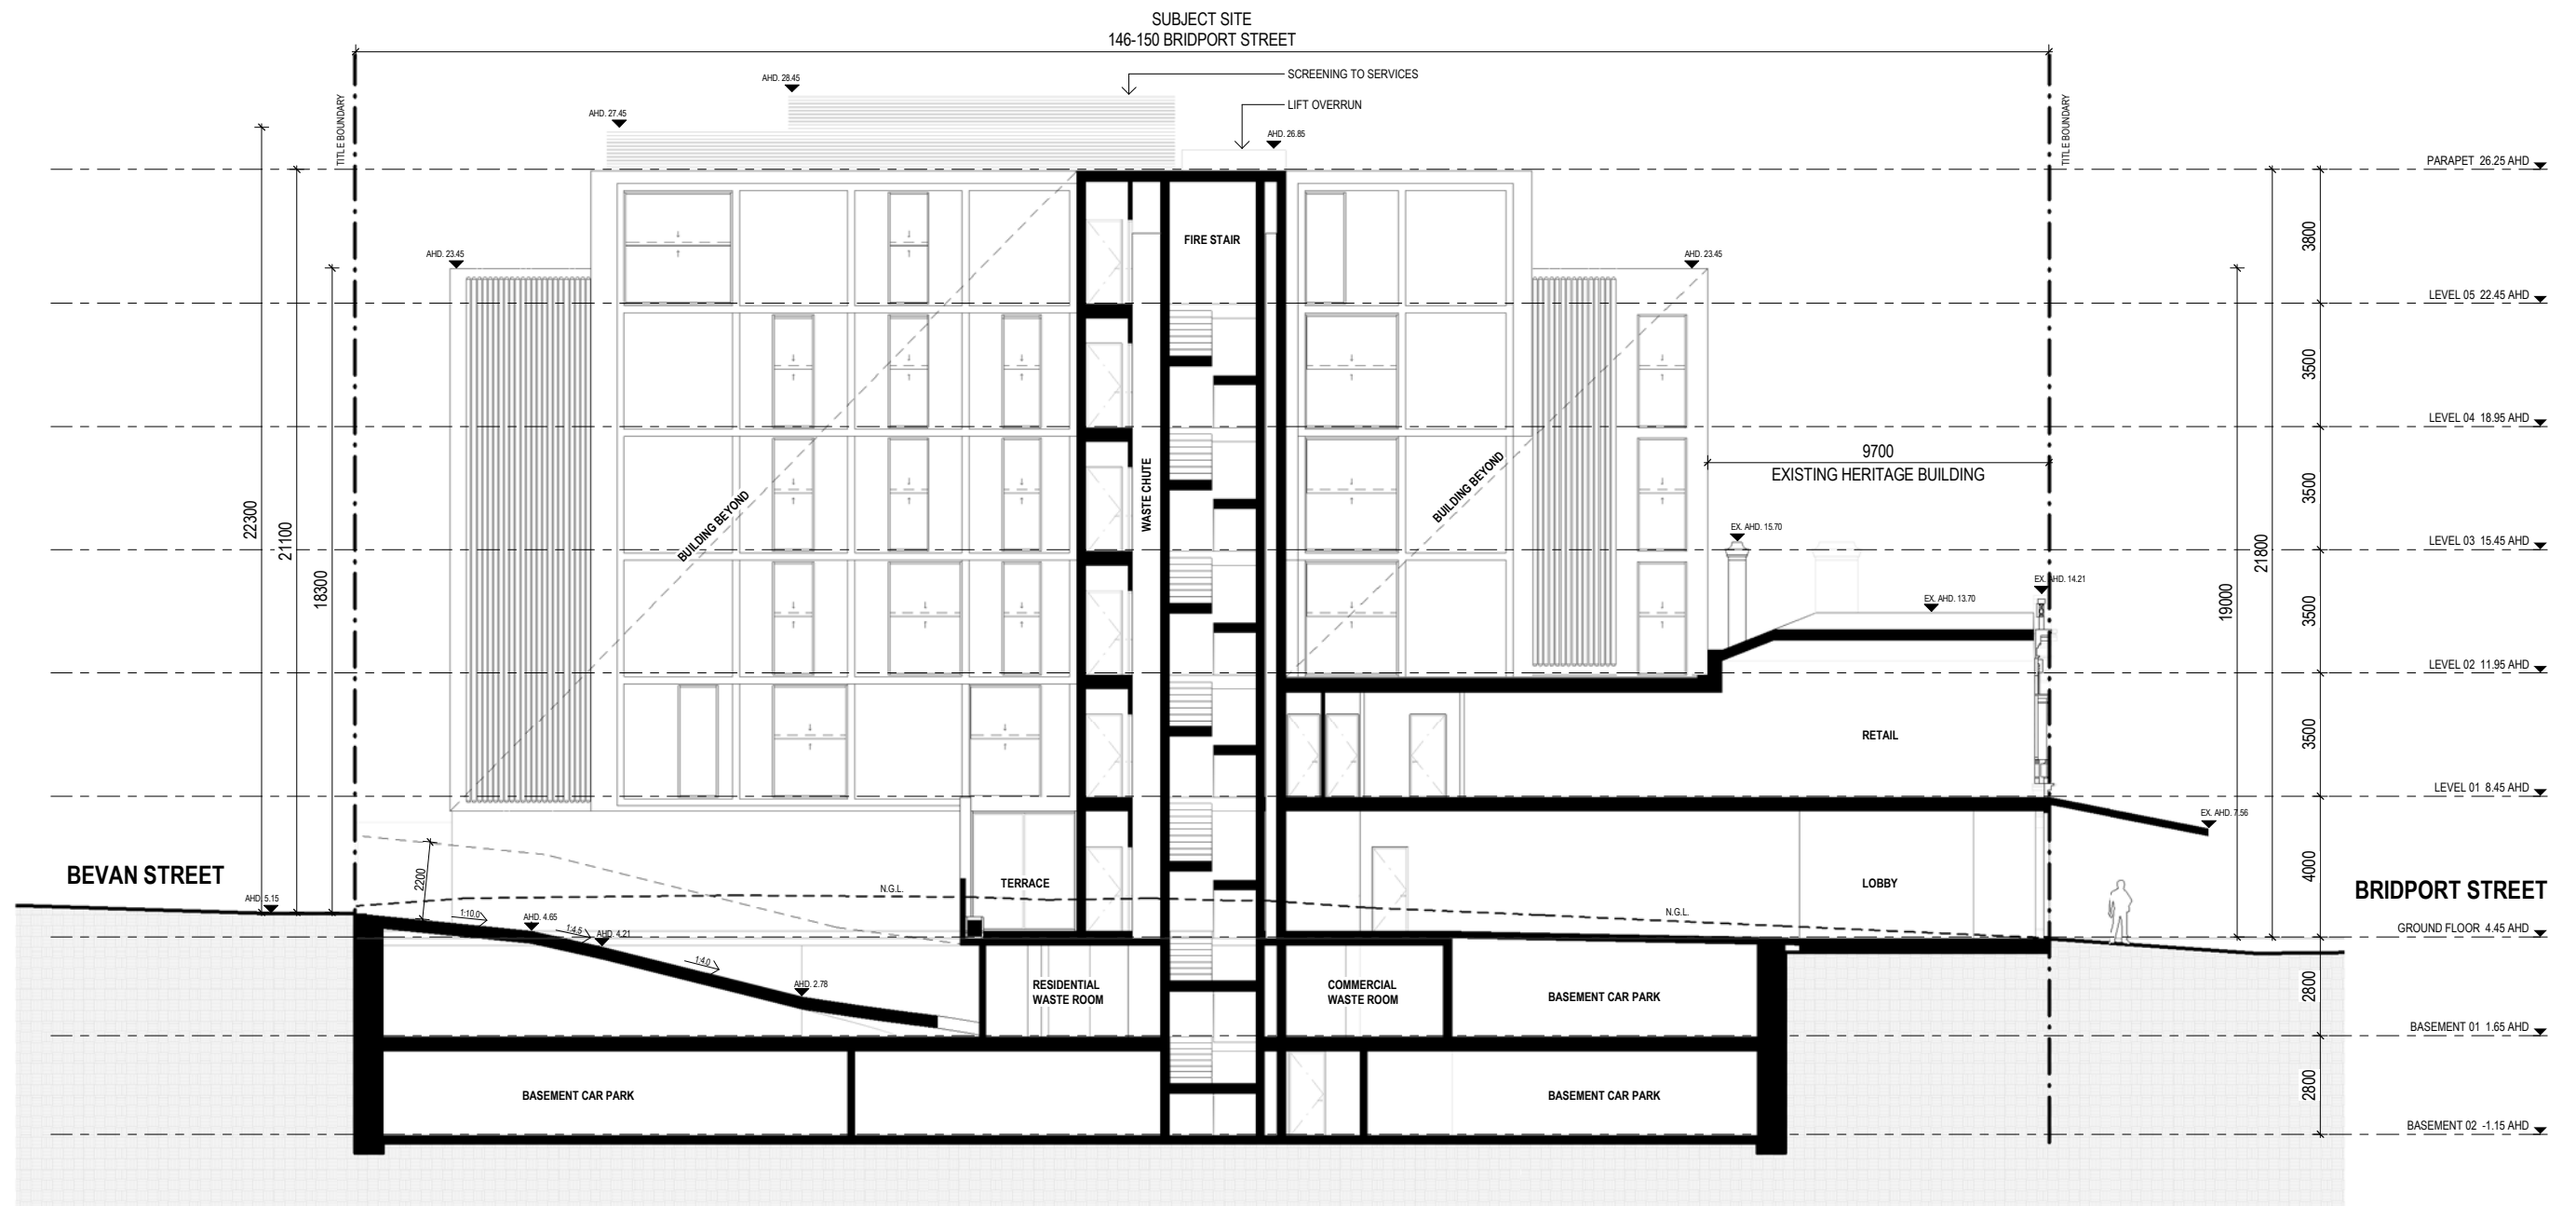 SUBJECT SITE
146-150 BRIDPORT STREET
SCREENING TO SERVICES
LIFT OVERRUN
TITLE BOUNDARY
TITLE BOUNDARY
AHD. 28.45
AHD. 27.45
AHD. 26.85
AHD. 23.45
AHD. 23.45
PARAPET 26.25 AHD
LEVEL 05 22.45 AHD
LEVEL 04 18.95 AHD
LEVEL 03 15.45 AHD
LEVEL 02 11.95 AHD
LEVEL 01 8.45 AHD
GROUND FLOOR 4.45 AHD
BASEMENT 01 1.65 AHD
BASEMENT 02 -1.15 AHD
3800
3500
3500
3500
3500
4000
2800
2800
22300
21100
18300
21800
19000
FIRE STAIR
WASTE CHUTE
BUILDING BEYOND
BUILDING BEYOND
9700
EXISTING HERITAGE BUILDING
EX. AHD. 15.70
EX. AHD. 14.21
EX. AHD. 13.70
EX. AHD. 7.56
RETAIL
LOBBY
TERRACE
N.G.L.
N.G.L.
BEVAN STREET
BRIDPORT STREET
AHD. 5.15
2200
1:10.0
AHD. 4.65
1:4.5
AHD. 4.21
1:4.0
AHD. 2.78
RESIDENTIAL
WASTE ROOM
COMMERCIAL
WASTE ROOM
BASEMENT CAR PARK
BASEMENT CAR PARK
BASEMENT CAR PARK